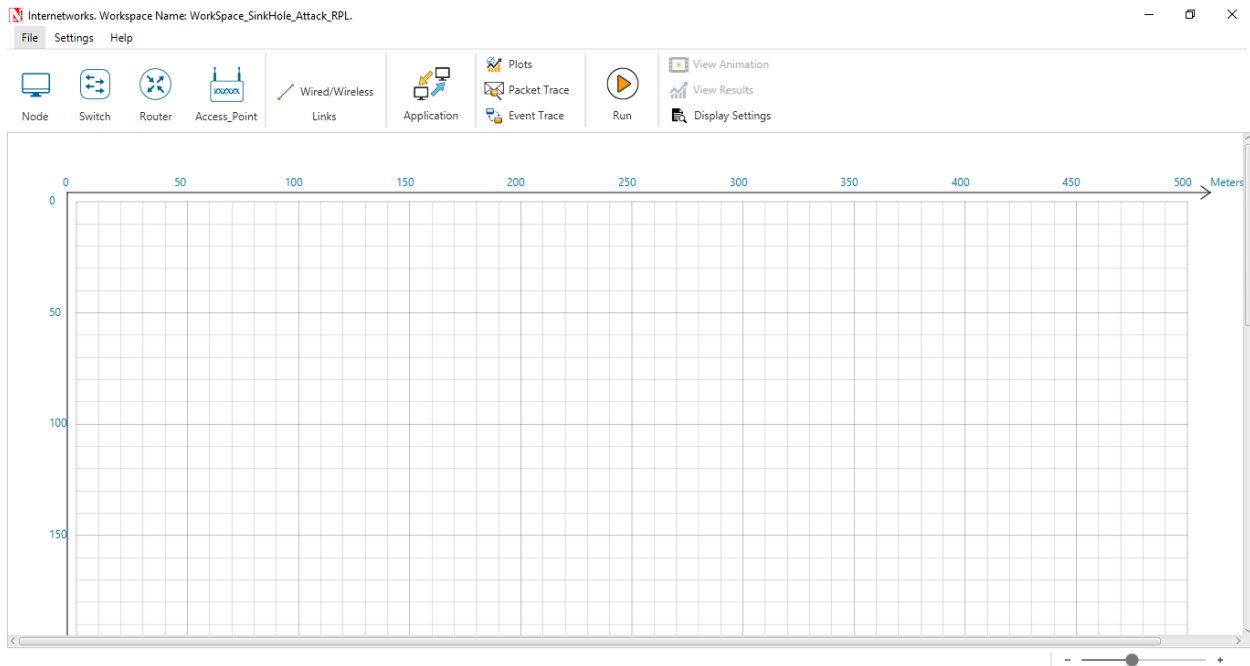 Internetworks. Workspace Name: WorkSpace_SinkHole_Attack_RPL.
File Settings Help
Plots
View Animation
Wired/Wireless
Packet Trace
View Results
Node Switch Router Access_Point Links Application Event Trace Run Display Settings
0 50 100 150 200 250 300 350 400 450 500 Meters
0
50
100
150
- +